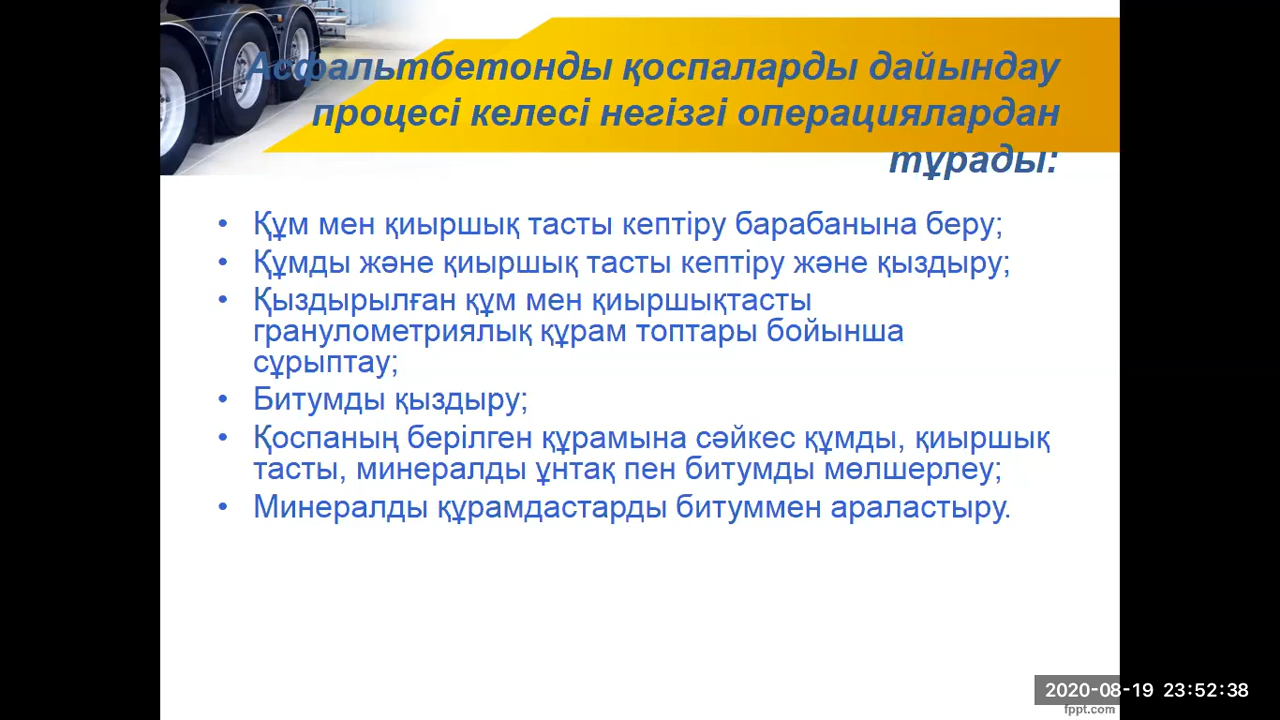 Асфальтбетонды қоспаларды дайындау
процесі келесі негізгі операциялардан
тұрады:
• Құм мен қиыршық тасты кептіру барабанына беру;
• Құмды және қиыршық тасты кептіру және қыздыру;
• Қыздырылған құм мен қиыршықтасты
гранулометриялық құрам топтары бойынша
сұрыптау;
• Битумды қыздыру;
• Қоспаның берілген құрамына сәйкес құмды, қиыршық
тасты, минералды ұнтақ пен битумды мөлшерлеу;
• Минералды құрамдастарды битуммен араластыру.
2020-08-19 23:52:38
fppt.com